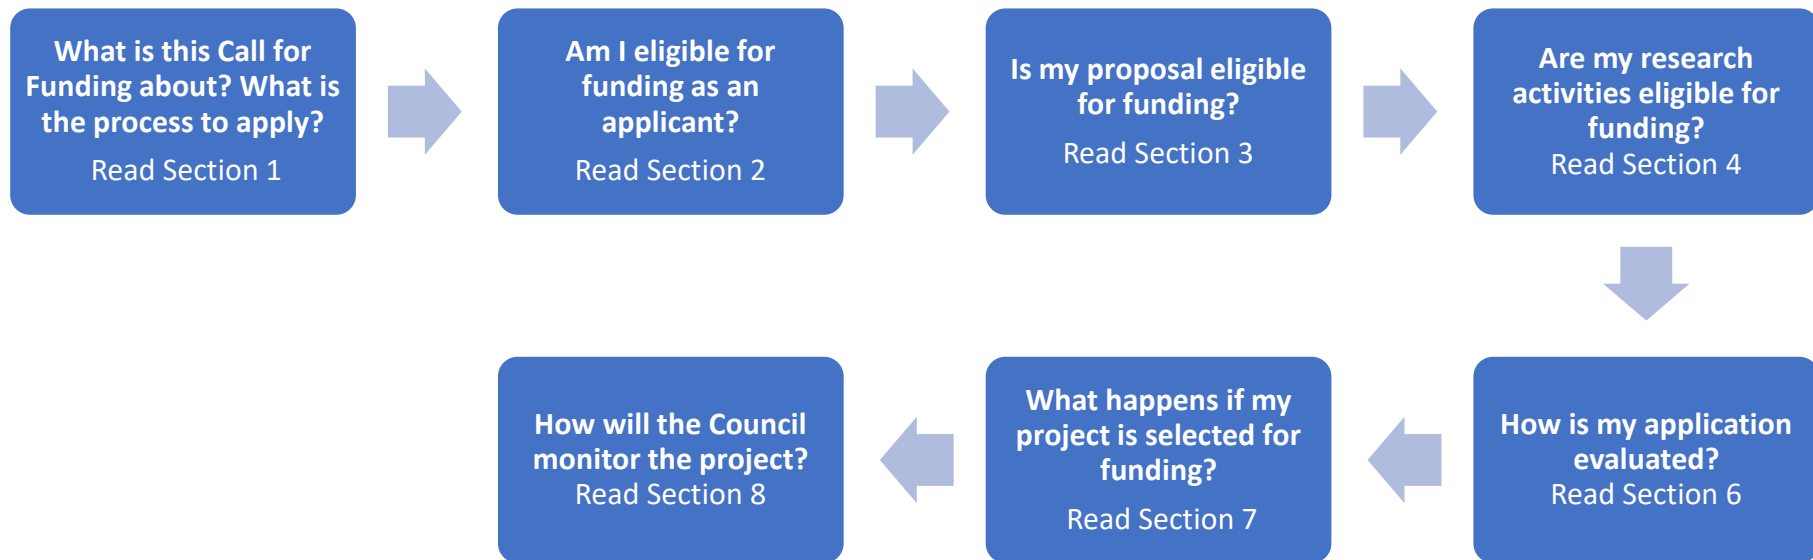 What is this Call for
Funding about? What is
the process to apply?
Read Section 1
Am I eligible for
funding as an
applicant?
Read Section 2
Is my proposal eligible
for funding?
Read Section 3
Are my research
activities eligible for
funding?
Read Section 4
How is my application
evaluated?
Read Section 6
What happens if my
project is selected for
funding?
Read Section 7
How will the Council
monitor the project?
Read Section 8